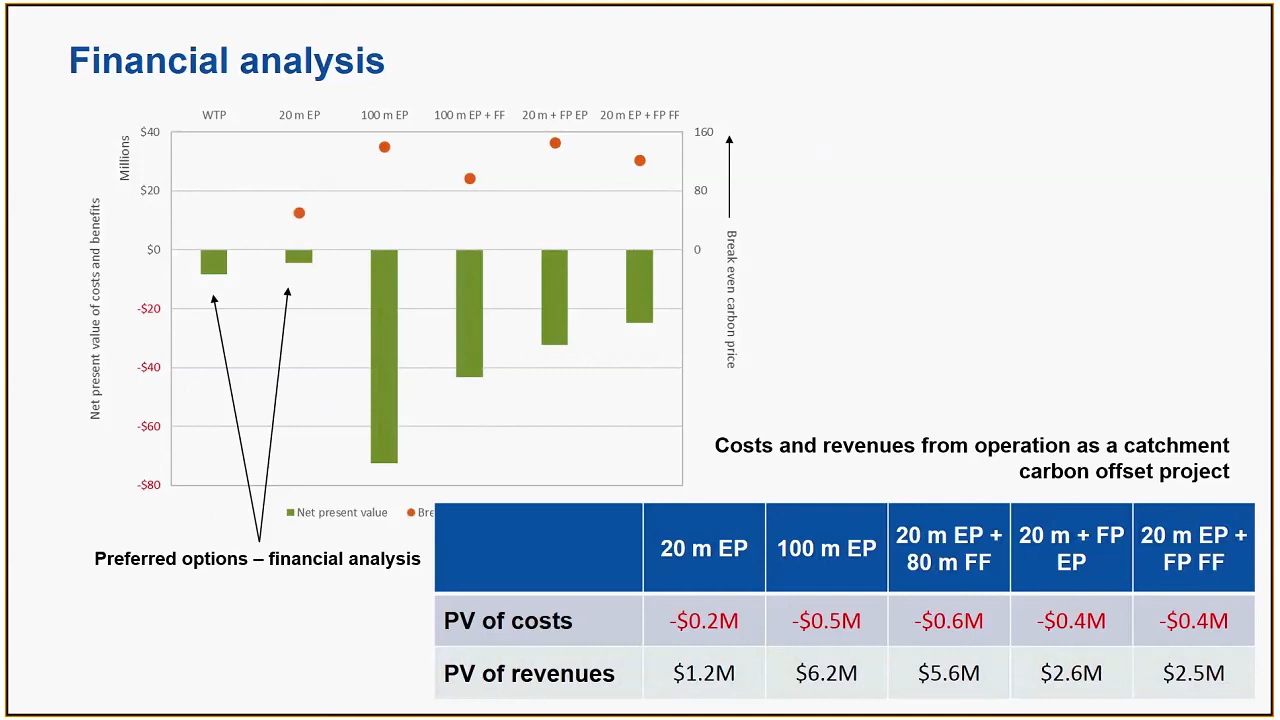 Financial analysis
WTP 20 m EP 100 m EP 100 m EP + FF 20 m + FP EP 20 m EP + FP FF
Millions
Net present value of costs and benefits
$40
$20
$0
-$20
-$40
-$60
-$80
160
80
0
Break even carbon price
Net present value Bre
Preferred options – financial analysis
Costs and revenues from operation as a catchment
carbon offset project
20 m EP 100 m EP 20 m EP + 80 m FF 20 m + FP EP 20 m EP + FP FF
PV of costs -$0.2M -$0.5M -$0.6M -$0.4M -$0.4M
PV of revenues $1.2M $6.2M $5.6M $2.6M $2.5M